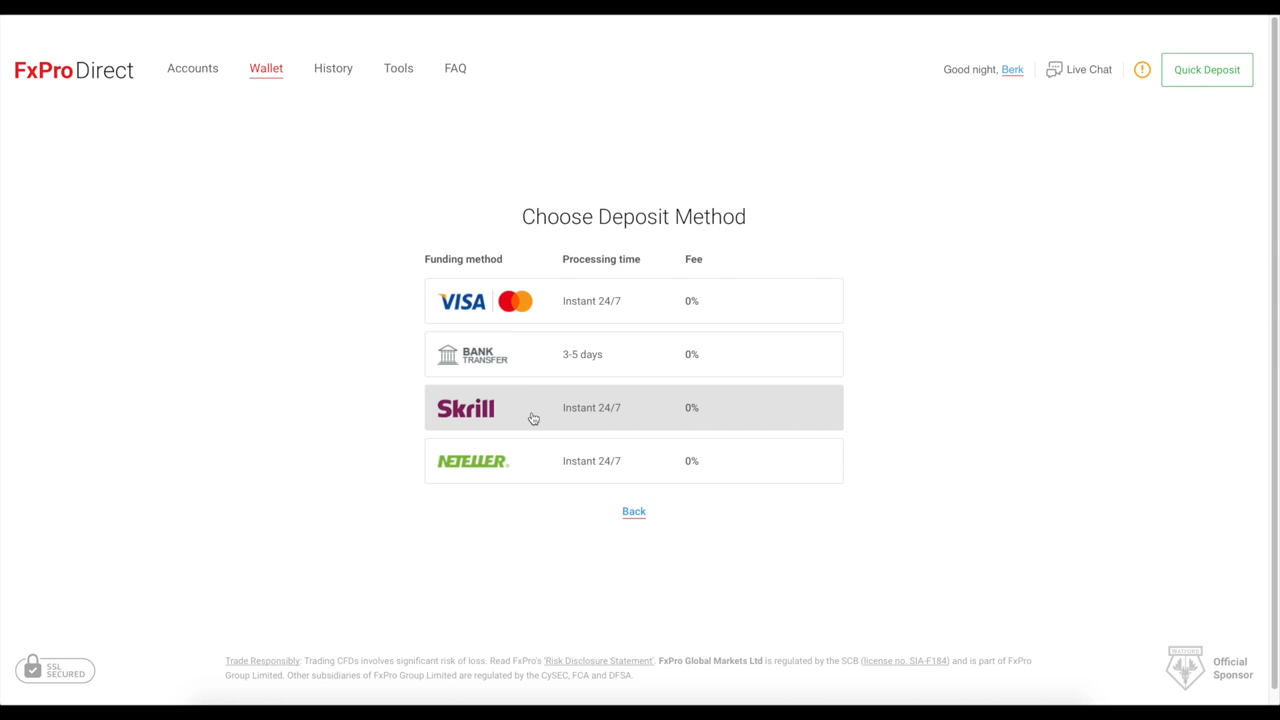 FxPro Direct Accounts Wallet History Tools FAQ Good night, Berk Live Chat Quick Deposit
Choose Deposit Method
Funding method Processing time Fee
VISA Instant 24/7 0%
BANK TRANSFER 3-5 days 0%
Skrill Instant 24/7 0%
NETELLER Instant 24/7 0%
Back
SSL SECURED
Trade Responsibly: Trading CFDs involves significant risk of loss. Read FxPro's 'Risk Disclosure Statement'. FxPro Global Markets Ltd is regulated by the SCB (license no. SIA-F184) and is part of FxPro
Group Limited. Other subsidiaries of FxPro Group Limited are regulated by the CySEC, FCA and DFSA.
WATFORD
Official
Sponsor